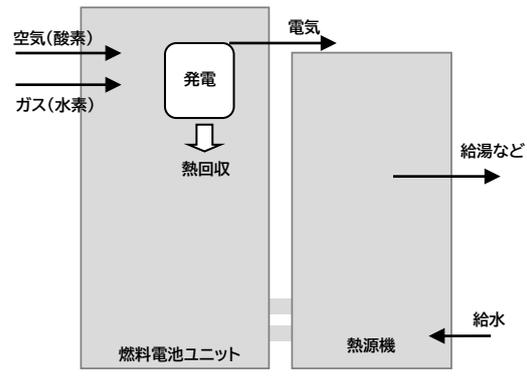 空気(酸素)
ガス(水素)
電気
発電
熱回収
給湯など
給水
熱源機
燃料電池ユニット